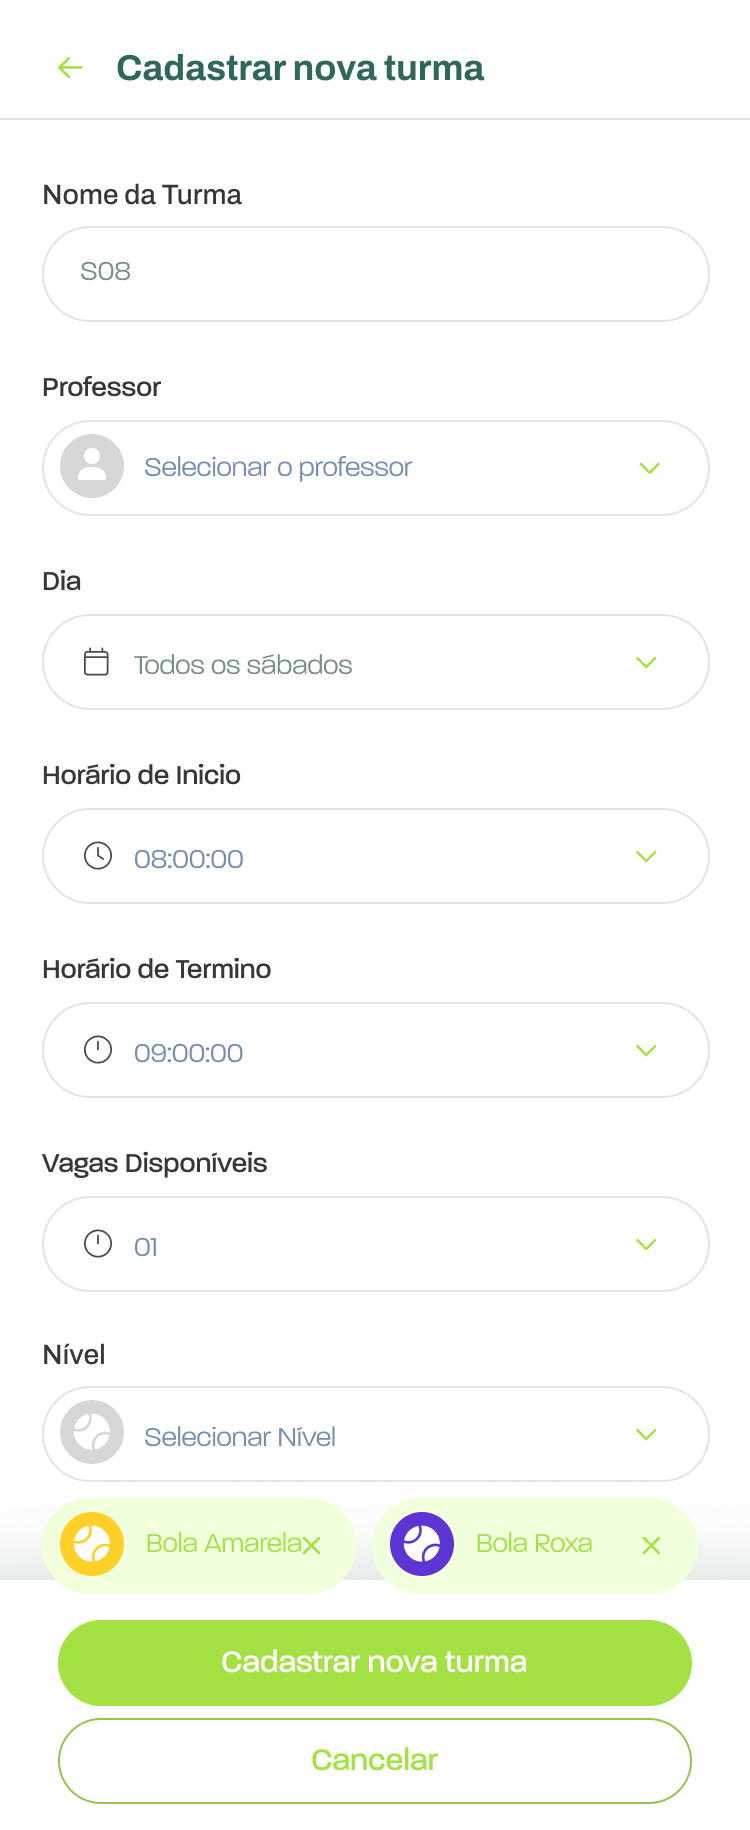 Cadastrar nova turma
Nome da Turma
S08
Professor
Selecionar o professor
Dia
Todos os sábados
Horário de Inicio
08:00:00
Horário de Termino
09:00:00
Vagas Disponíveis
01
Nível
Selecionar Nível
Bola Amarela
Bola Roxa
Cadastrar nova turma
Cancelar